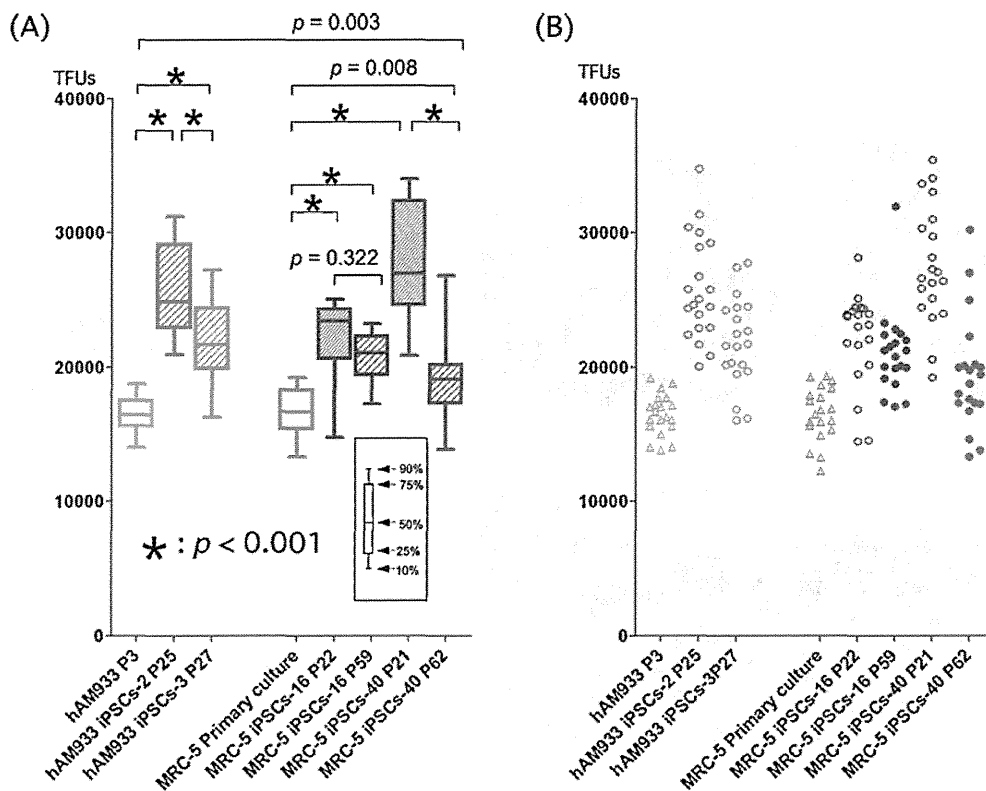 (A)
p = 0.003
p = 0.008
TFUs
40000
30000
20000
10000
0
*
*
*
*
*
*
*
p = 0.322
* : p < 0.001
90%
75%
50%
25%
10%
hAM933 P3
hAM933 iPSCs-2 P25
hAM933 iPSCs-3 P27
MRC-5 Primary culture
MRC-5 iPSCs-16 P22
MRC-5 iPSCs-16 P59
MRC-5 iPSCs-40 P21
MRC-5 iPSCs-40 P62
(B)
TFUs
40000
30000
20000
10000
0
hAM933 P3
hAM933 iPSCs-2 P25
hAM933 iPSCs-3P27
MRC-5 Primary culture
MRC-5 iPSCs-16 P22
MRC-5 iPSCs-16 P59
MRC-5 iPSCs-40 P21
MRC-5 iPSCs-40 P62